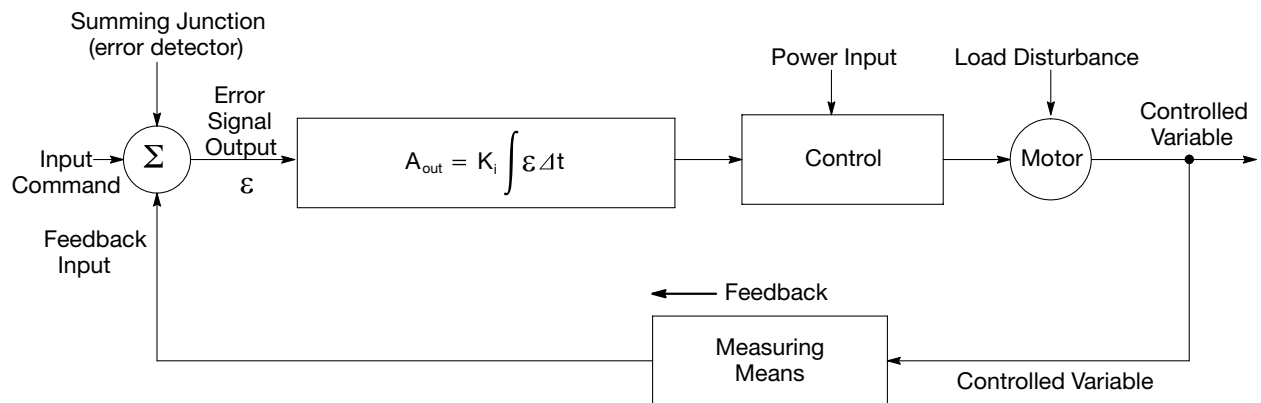 Summing Junction
(error detector)
Power Input
Load Disturbance
Error
Signal
Output
ε
Controlled
Variable
Input
Command
Σ
A_out = K_i ∫ ε Δt
Control
Motor
Feedback
Input
Feedback
Measuring
Means
Controlled Variable